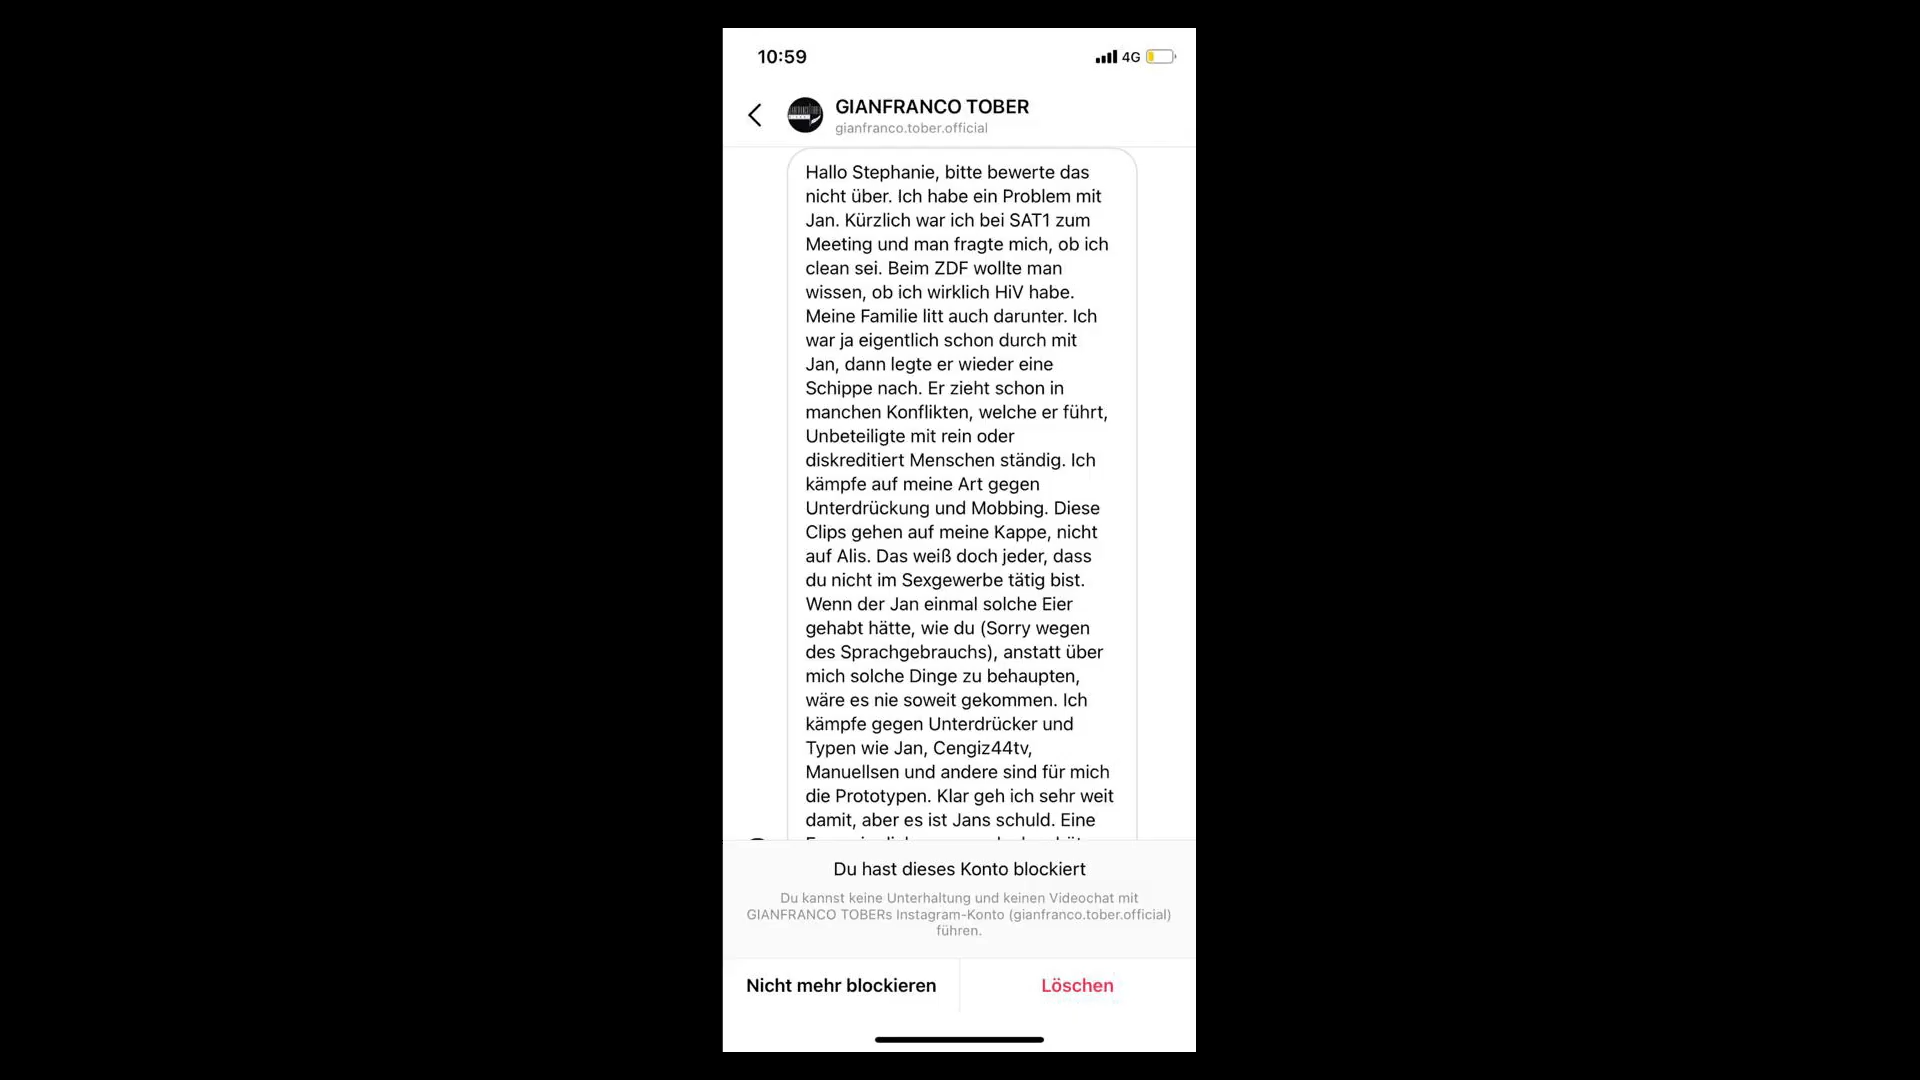 10:59
4G
GIANFRANCO TOBER
gianfranco.tober.official
Hallo Stephanie, bitte bewerte das
nicht über. Ich habe ein Problem mit
Jan. Kürzlich war ich bei SAT1 zum
Meeting und man fragte mich, ob ich
clean sei. Beim ZDF wollte man
wissen, ob ich wirklich HiV habe.
Meine Familie litt auch darunter. Ich
war ja eigentlich schon durch mit
Jan, dann legte er wieder eine
Schippe nach. Er zieht schon in
manchen Konflikten, welche er führt,
Unbeteiligte mit rein oder
diskreditiert Menschen ständig. Ich
kämpfe auf meine Art gegen
Unterdrückung und Mobbing. Diese
Clips gehen auf meine Kappe, nicht
auf Alis. Das weiß doch jeder, dass
du nicht im Sexgewerbe tätig bist.
Wenn der Jan einmal solche Eier
gehabt hätte, wie du (Sorry wegen
des Sprachgebrauchs), anstatt über
mich solche Dinge zu behaupten,
wäre es nie soweit gekommen. Ich
kämpfe gegen Unterdrücker und
Typen wie Jan, Cengiz44tv,
Manuellsen und andere sind für mich
die Prototypen. Klar geh ich sehr weit
damit, aber es ist Jans schuld. Eine
Du hast dieses Konto blockiert
Du kannst keine Unterhaltung und keinen Videochat mit
GIANFRANCO TOBERs Instagram-Konto (gianfranco.tober.official)
führen.
Nicht mehr blockieren
Löschen